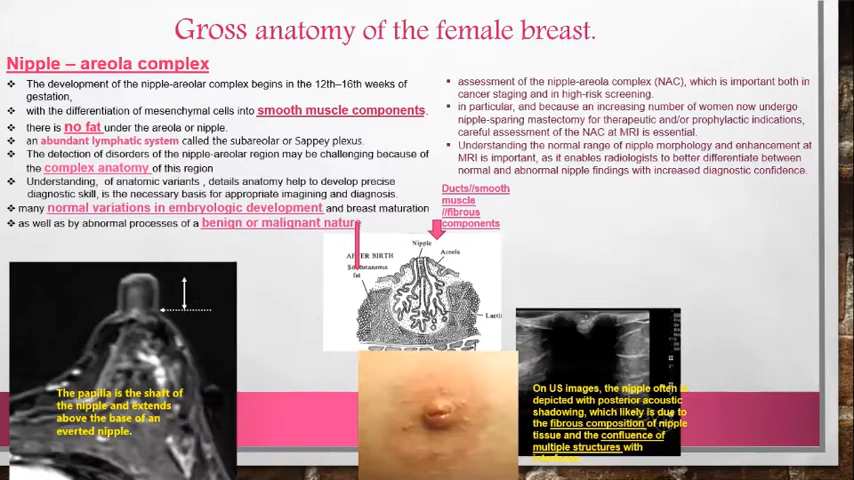 Gross anatomy of the female breast.
Nipple – areola complex
❖ The development of the nipple-areolar complex begins in the 12th–16th weeks of
gestation,
❖ with the differentiation of mesenchymal cells into smooth muscle components.
❖ there is no fat under the areola or nipple.
❖ an abundant lymphatic system called the subareolar or Sappey plexus.
❖ The detection of disorders of the nipple-areolar region may be challenging because of
the complex anatomy of this region
❖ Understanding, of anatomic variants , details anatomy help to develop precise
diagnostic skill, is the necessary basis for appropriate imagining and diagnosis.
❖ many normal variations in embryologic development and breast maturation
❖ as well as by abnormal processes of a benign or malignant nature
▪ assessment of the nipple-areola complex (NAC), which is important both in
cancer staging and in high-risk screening.
▪ in particular, and because an increasing number of women now undergo
nipple-sparing mastectomy for therapeutic and/or prophylactic indications,
careful assessment of the NAC at MRI is essential.
▪ Understanding the normal range of nipple morphology and enhancement at
MRI is important, as it enables radiologists to better differentiate between
normal and abnormal nipple findings with increased diagnostic confidence.
Ducts//smooth
muscle
//fibrous
components
Nipple
Areola
AFTER BIRTH
fat
Lacti
The papilla is the shaft of
the nipple and extends
above the base of an
everted nipple.
On US images, the nipple often is
depicted with posterior acoustic
shadowing, which likely is due to
the fibrous composition of nipple
tissue and the confluence of
multiple structures with